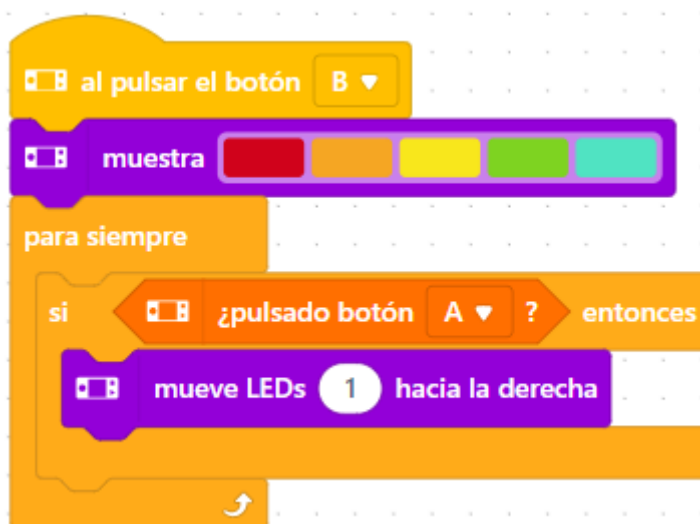 al pulsar el botón B
muestra
para siempre
si ¿pulsado botón A ? entonces
mueve LEDs 1 hacia la derecha